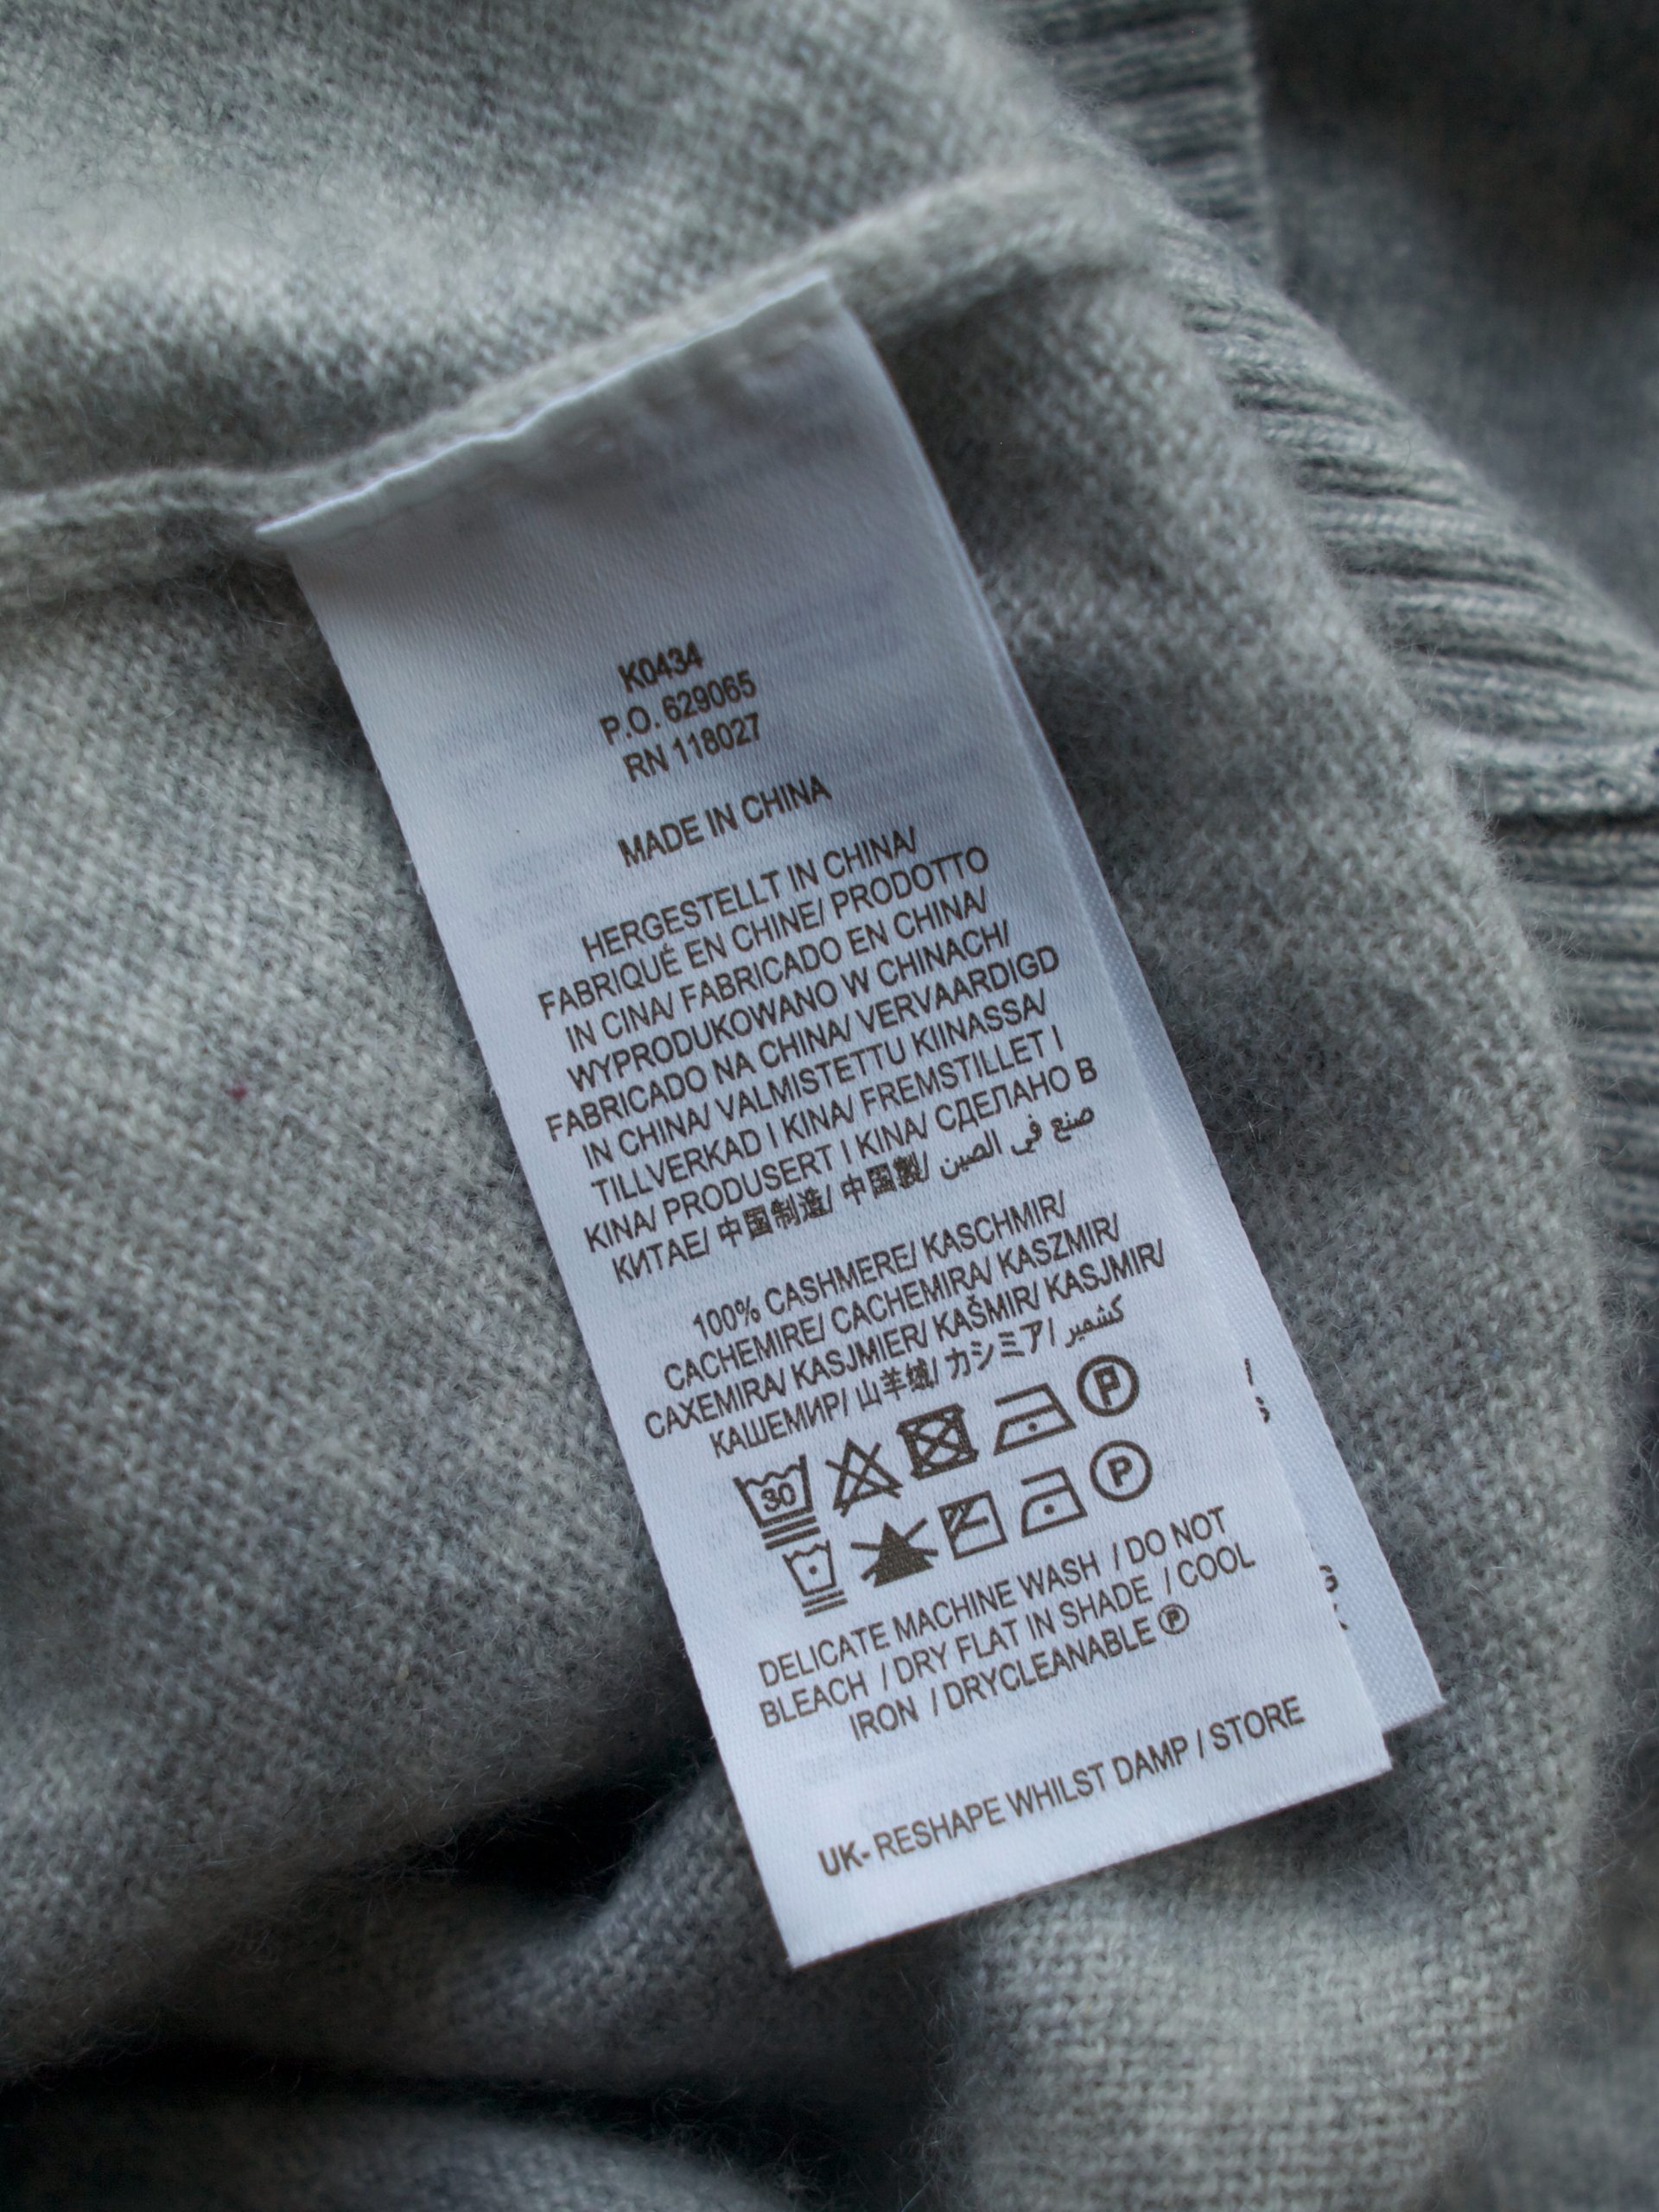 K0434
P.O. 629065
RN 118027
MADE IN CHINA
HERGESTELLT IN CHINA/
FABRIQUÉ EN CHINE/ PRODOTTO
IN CINA/ FABRICADO EN CHINA/
WYPRODUKOWANO W CHINACH/
FABRICADO NA CHINA/ VERVAARDIGD
IN CHINA/ VALMISTETTU KIINASSA/
TILLVERKAD I KINA/ FREMSTILLET I
KINA/ PRODUSERT I KINA/ СДЕЛАНО В
КИТАЕ/ 中国制造/ 中国製/ صنع في الصين
100% CASHMERE/ KASCHMIR/
CACHEMIRE/ CACHEMIRA/ KASZMIR/
CAXEMIRA/ KASJMIER/ KAŠMIR/ KASJMIR/
КАШЕМИР/ 山羊绒/ カシミア/ كشمير
30 P
P
DELICATE MACHINE WASH / DO NOT
BLEACH / DRY FLAT IN SHADE / COOL
IRON / DRYCLEANABLE Ⓟ
UK- RESHAPE WHILST DAMP / STORE